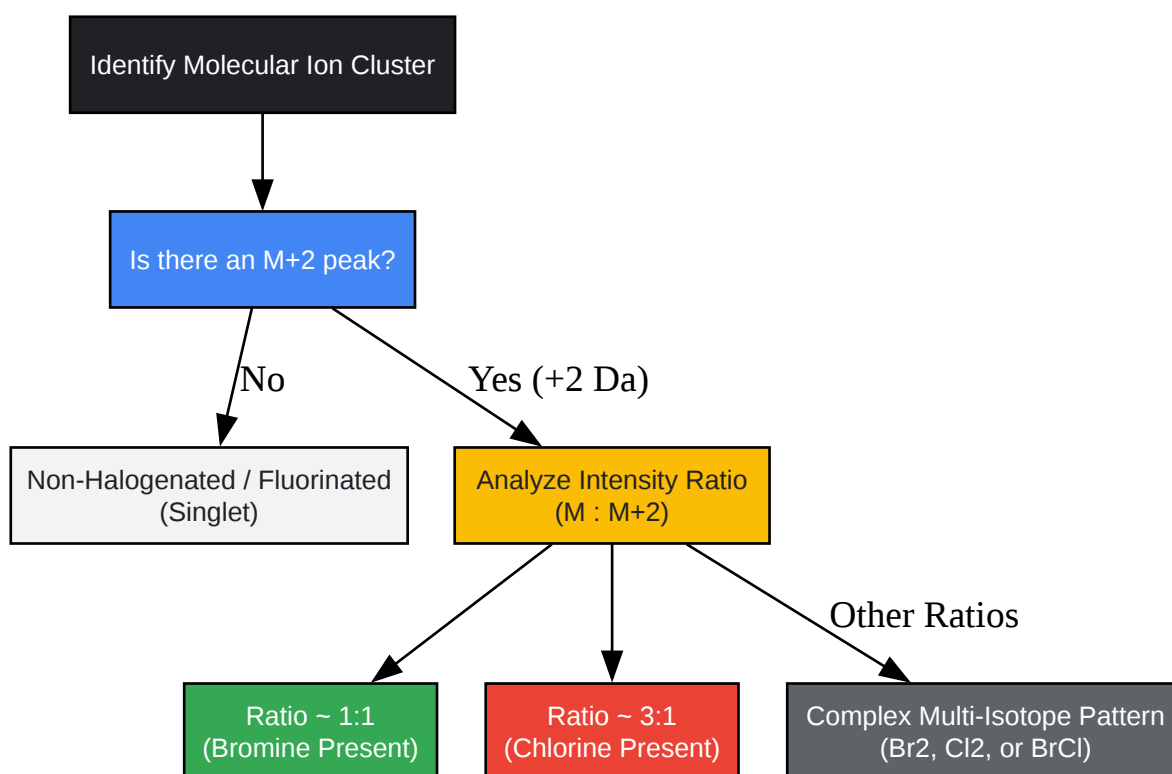 Identify Molecular Ion Cluster
Is there an M+2 peak?
No
Yes (+2 Da)
Non-Halogenated / Fluorinated
(Singlet)
Analyze Intensity Ratio
(M : M+2)
Other Ratios
Ratio ~ 1:1
(Bromine Present)
Ratio ~ 3:1
(Chlorine Present)
Complex Multi-Isotope Pattern
(Br2, Cl2, or BrCl)